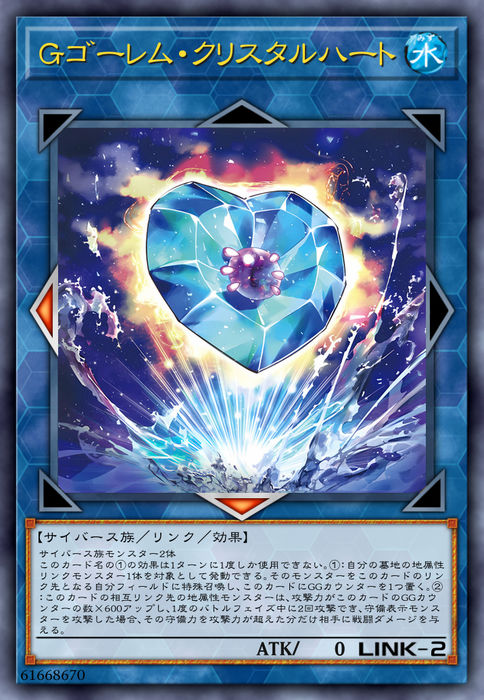 Gゴーレム・クリスタルハート
みず
水
【サイバース族／リンク／効果】
サイバース族モンスター2体
このカード名の①の効果は1ターンに1度しか使用できない。①：自分の墓地の地属性
リンクモンスター1体を対象として発動できる。そのモンスターをこのカードのリン
ク先となる自分フィールドに特殊召喚し、このカードにGGカウンターを1つ置く。②
：このカードの相互リンク先の地属性モンスターは、攻撃力がこのカードのGGカウ
ンターの数×600アップし、1度のバトルフェイズ中に2回攻撃でき、守備表示モンス
ターを攻撃した場合、その守備力を攻撃力が超えた分だけ相手に戦闘ダメージを与
える。
ATK/ 0 LINK-2
61668670